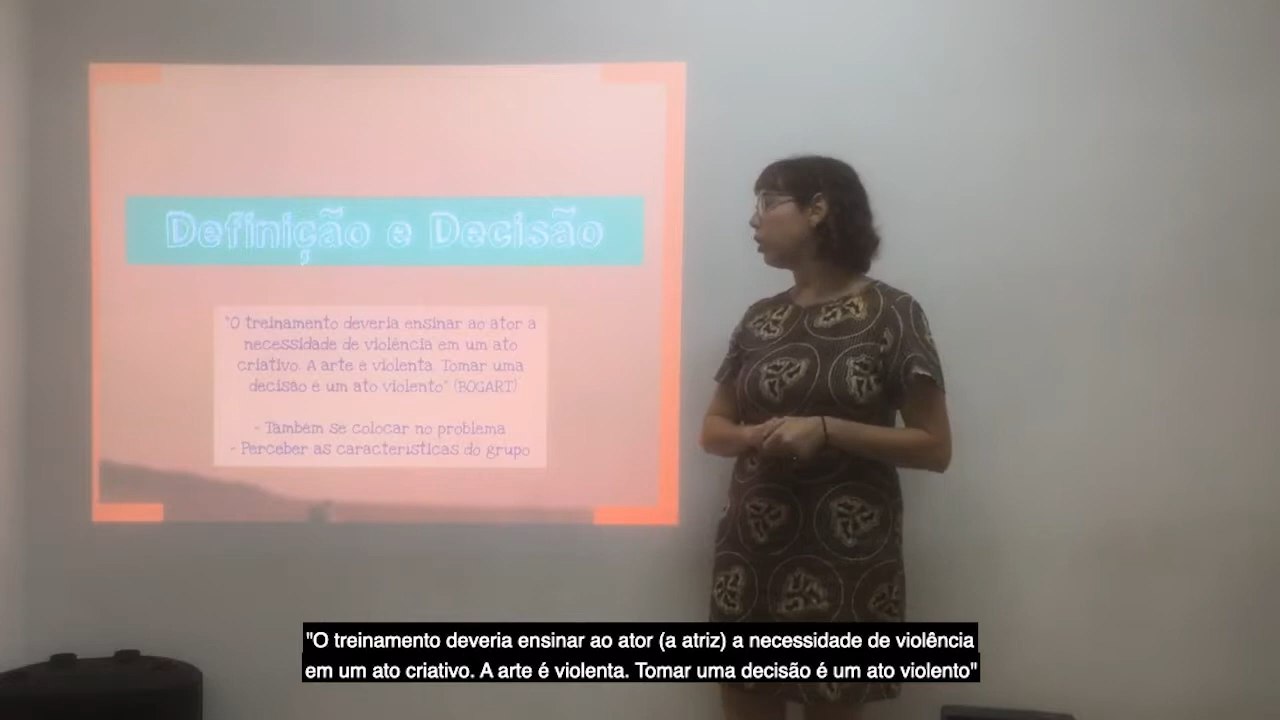 Definição e Decisão
"O treinamento deveria ensinar ao ator a
necessidade de violência em um ato
criativo. A arte é violenta. Tomar uma
decisão é um ato violento" (BOGART)
- Também se colocar no problema
- Perceber as características do grupo
"O treinamento deveria ensinar ao ator (a atriz) a necessidade de violência
em um ato criativo. A arte é violenta. Tomar uma decisão é um ato violento"